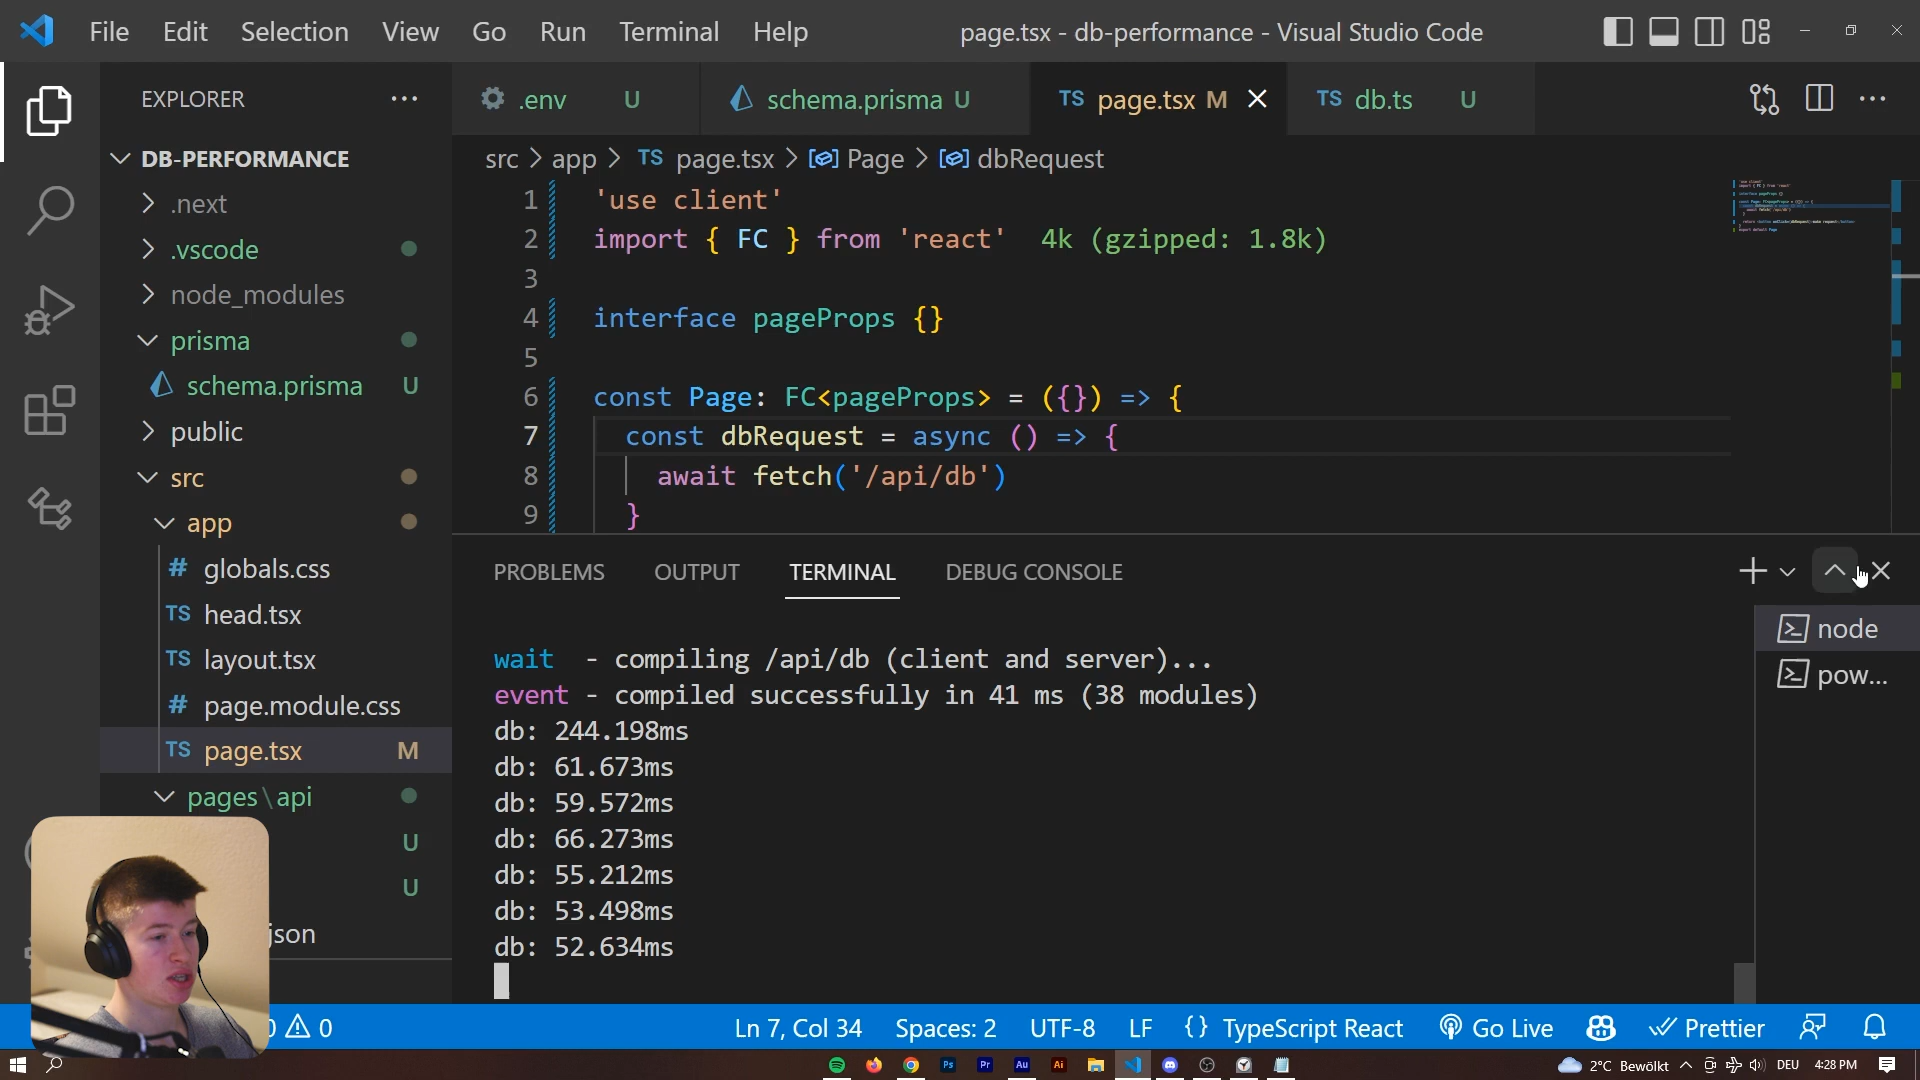 File Edit Selection View Go Run Terminal Help
page.tsx - db-performance - Visual Studio Code
EXPLORER
DB-PERFORMANCE
.next
.vscode
node_modules
prisma
schema.prisma U
public
src
app
globals.css
head.tsx
layout.tsx
page.module.css
TS page.tsx M
pages\api
U
U
json
.env U
schema.prisma U
TS page.tsx M
TS db.ts U
src > app > TS page.tsx > Page > dbRequest
1 'use client'
2 import { FC } from 'react' 4k (gzipped: 1.8k)
3
4 interface pageProps {}
5
6 const Page: FC<pageProps> = ({}) => {
7 const dbRequest = async () => {
8 await fetch('/api/db')
9 }
PROBLEMS OUTPUT TERMINAL DEBUG CONSOLE
wait - compiling /api/db (client and server)...
event - compiled successfully in 41 ms (38 modules)
db: 244.198ms
db: 61.673ms
db: 59.572ms
db: 66.273ms
db: 55.212ms
db: 53.498ms
db: 52.634ms
node
pow...
0 Ln 7, Col 34 Spaces: 2 UTF-8 LF {} TypeScript React Go Live Prettier
Ps Pr Au Ai 2°C Bewölkt DEU 4:28 PM